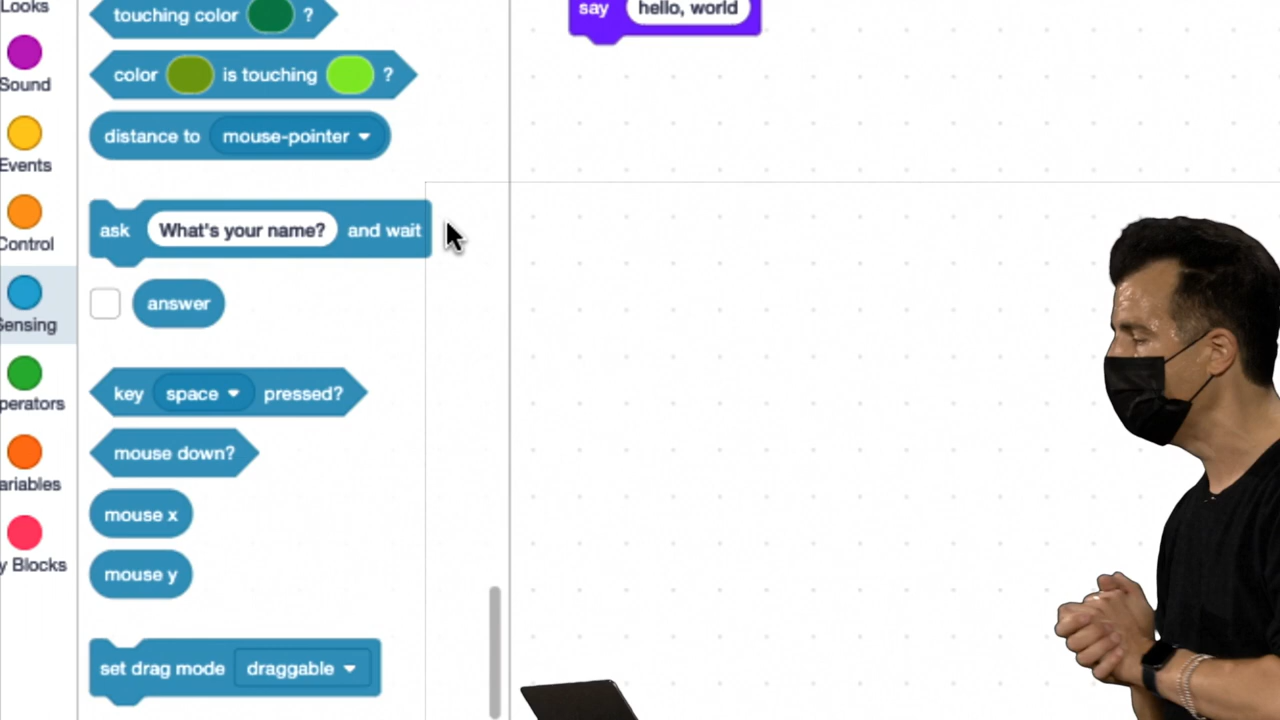 Looks
Sound
Events
Control
Sensing
perators
ariables
y Blocks
touching color ?
color is touching ?
distance to mouse-pointer
ask What's your name? and wait
answer
key space pressed?
mouse down?
mouse x
mouse y
set drag mode draggable
say hello, world